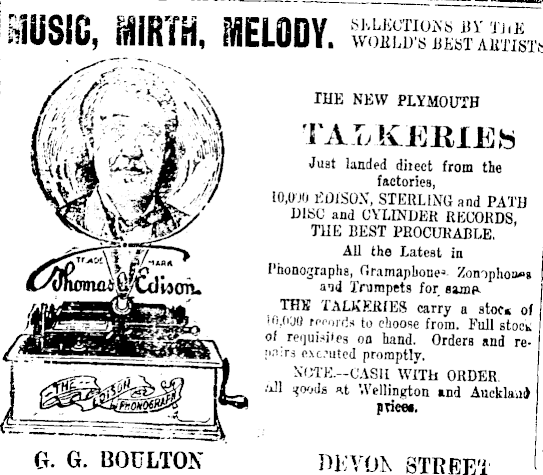 MUSIC, MIRTH, MELODY.
SELECTIONS BY THE
WORLD'S BEST ARTISTS
THE NEW PLYMOUTH
TALKERIES
Just landed direct from the
factories,
10,000 EDISON, STERLING and PATH
DISC and CYLINDER RECORDS,
THE BEST PROCURABLE.
All the Latest in
Phonographs, Gramaphones, Zonophones
and Trumpets for same.
THE TALKERIES carry a stock of
10,000 records to choose from. Full stock
of requisites on hand. Orders and re-
pairs executed promptly.
NOTE.--CASH WITH ORDER.
All goods at Wellington and Auckland
prices.
TRADE MARK
Thomas Edison
THE
EDISON
PHONOGRAPH
G. G. BOULTON
DEVON STREET